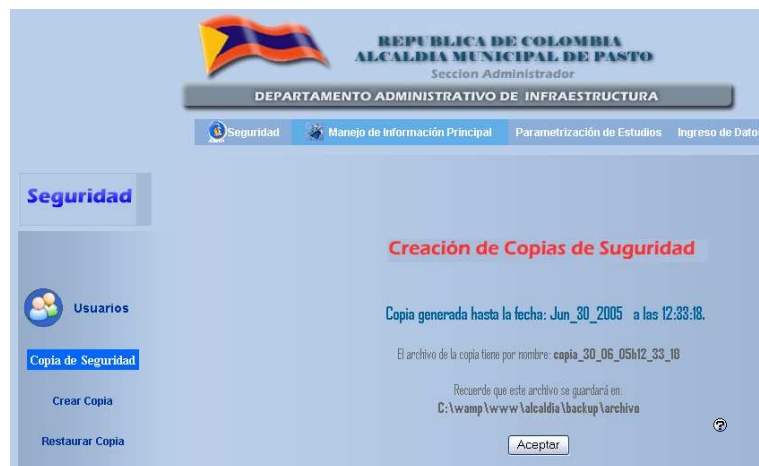 REPUBLICA DE COLOMBIA
ALCALDIA MUNICIPAL DE PASTO
Seccion Administrador
DEPARTAMENTO ADMINISTRATIVO DE INFRAESTRUCTURA
Seguridad Manejo de Información Principal Parametrización de Estudios Ingreso de Dato
Seguridad
Creación de Copias de Suguridad
Usuarios
Copia generada hasta la fecha: Jun_30_2005 a las 12:33:18.
Copia de Seguridad
El archivo de la copia tiene por nombre: copia_30_06_05h12_33_18
Crear Copia
Recuerde que este archivo se guardará en:
C:\wamp\www\alcaldia\backup\archivo
Restaurar Copia
Aceptar